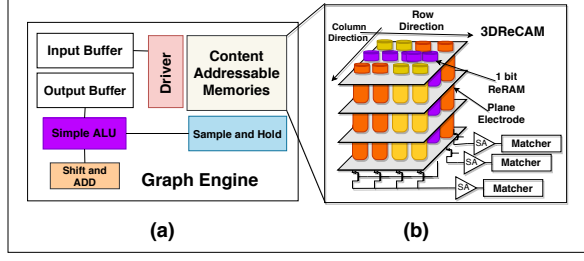 Input Buffer
Output Buffer
Driver
Content
Addressable
Memories
Simple ALU
Sample and Hold
Shift and
ADD
Graph Engine
(a)
Column
Direction
Row
Direction
3DReCAM
1 bit
ReRAM
Plane
Electrode
SA
Matcher
SA
Matcher
SA
Matcher
(b)